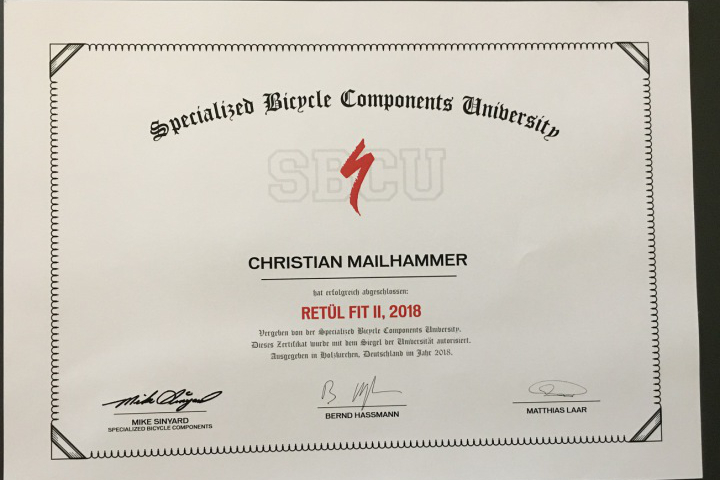 Specialized Bicycle Components University
SBCU
CHRISTIAN MAILHAMMER
hat erfolgreich abgeschlossen:
RETÜL FIT II, 2018
Vergeben von der Specialized Bicycle Components University.
Dieses Zertifikat wurde mit dem Siegel der Universität autorisiert.
Ausgegeben in Holzkirchen, Deutschland im Jahr 2018.
Mike Sinyard
MIKE SINYARD
SPECIALIZED BICYCLE COMPONENTS
BERND HASSMANN
MATTHIAS LAAR